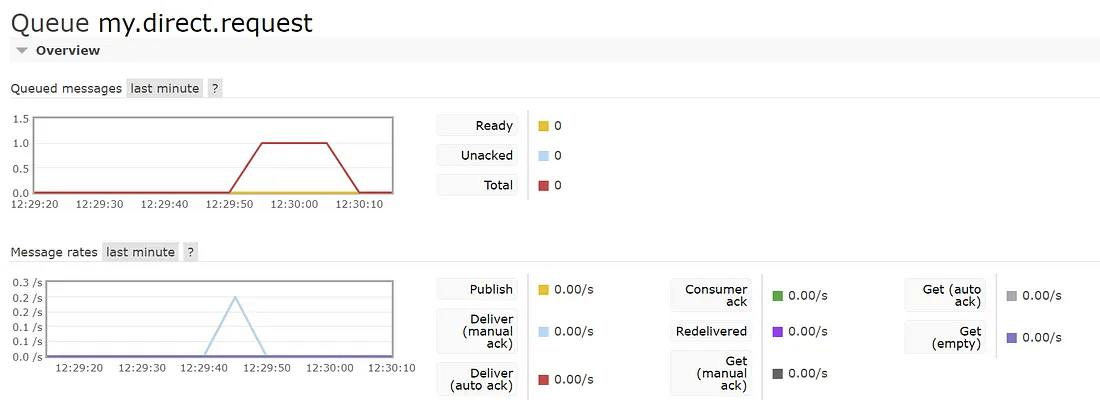 Queue my.direct.request
Overview
Queued messages last minute ?
1.5
1.0
0.5
0.0
12:29:20 12:29:30 12:29:40 12:29:50 12:30:00 12:30:10
Ready 0
Unacked 0
Total 0
Message rates last minute ?
0.3 /s
0.2 /s
0.2 /s
0.1 /s
0.1 /s
0.0 /s
12:29:20 12:29:30 12:29:40 12:29:50 12:30:00 12:30:10
Publish 0.00/s
Deliver
(manual
ack)
0.00/s
Deliver
(auto ack)
0.00/s
Consumer
ack
0.00/s
Redelivered 0.00/s
Get
(manual
ack)
0.00/s
Get (auto
ack)
0.00/s
Get
(empty)
0.00/s